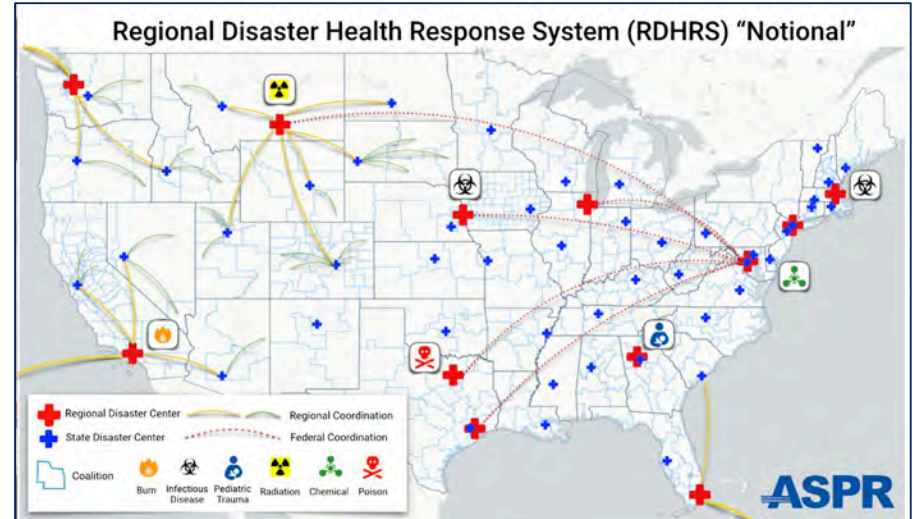 Regional Disaster Health Response System (RDHRS) “Notional”
Regional Disaster Center
Regional Coordination
State Disaster Center
Federal Coordination
Coalition
Burn
Infectious
Disease
Pediatric
Trauma
Radiation
Chemical
Poison
ASPR